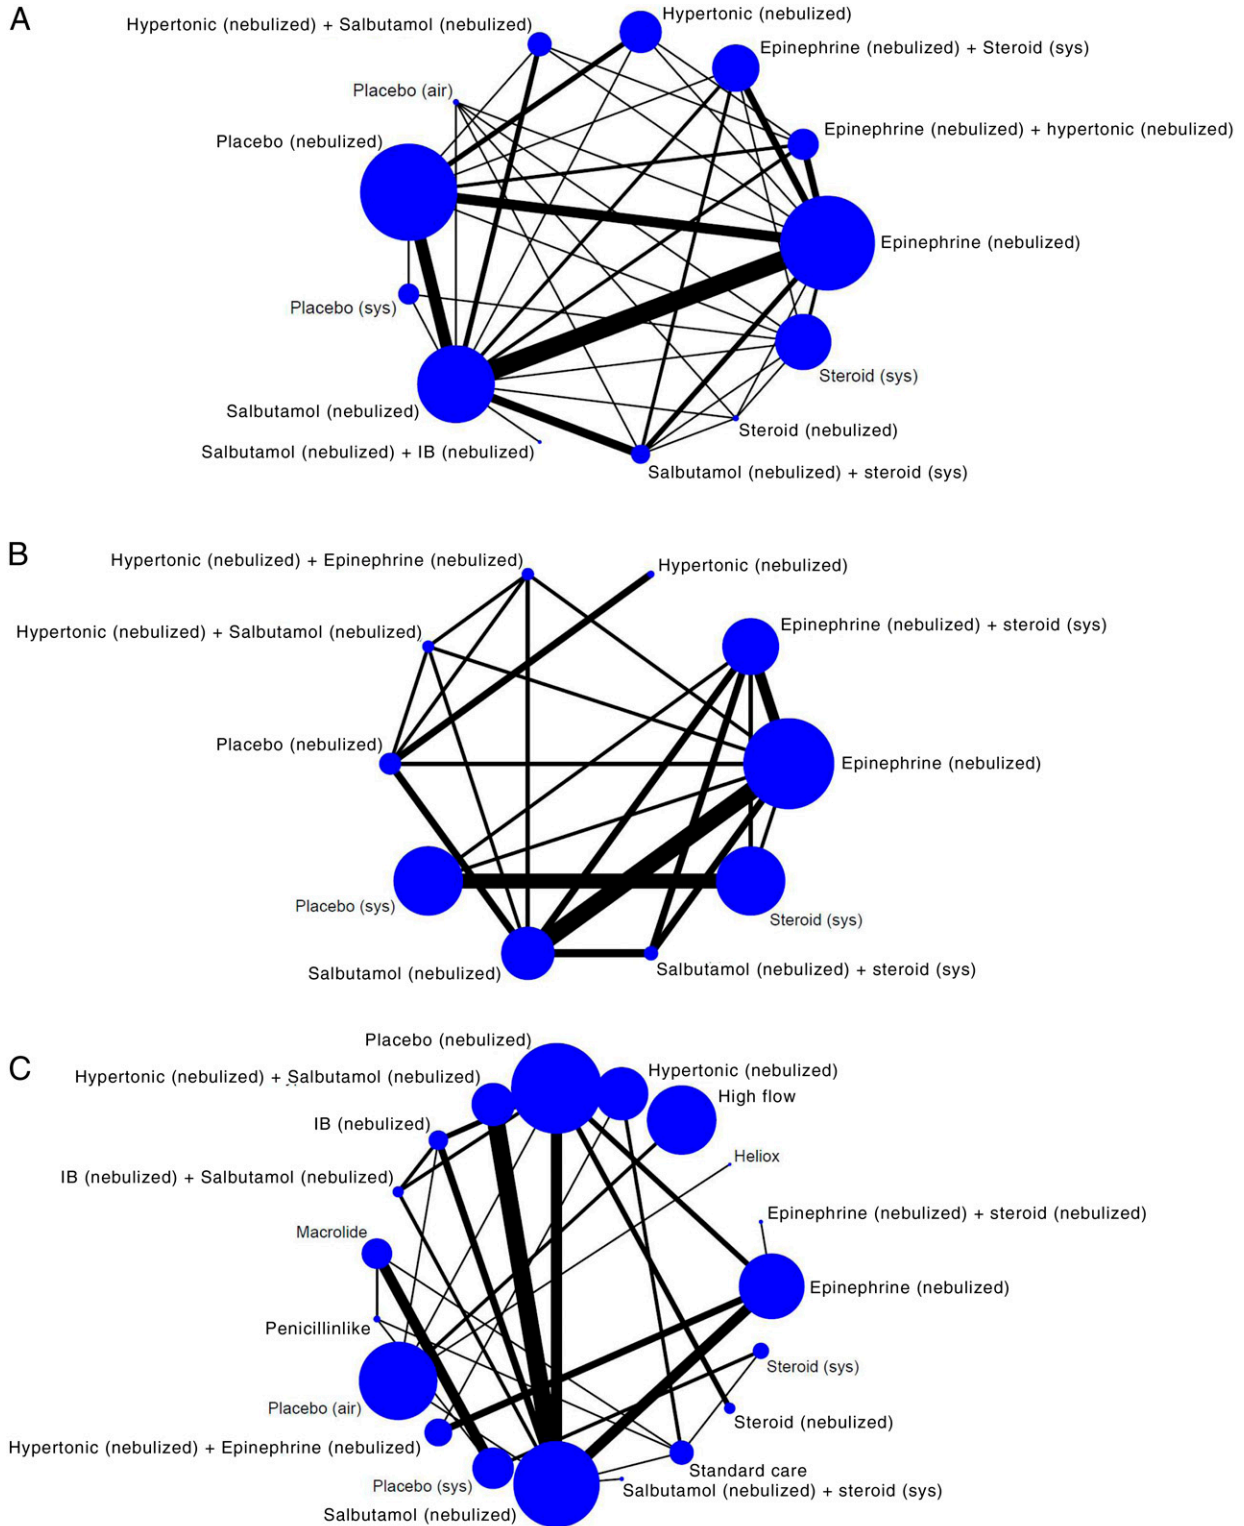 A
Hypertonic (nebulized) + Salbutamol (nebulized)
Hypertonic (nebulized)
Epinephrine (nebulized) + Steroid (sys)
Placebo (air)
Epinephrine (nebulized) + hypertonic (nebulized)
Placebo (nebulized)
Epinephrine (nebulized)
Placebo (sys)
Steroid (sys)
Salbutamol (nebulized)
Steroid (nebulized)
Salbutamol (nebulized) + IB (nebulized)
Salbutamol (nebulized) + steroid (sys)
B
Hypertonic (nebulized) + Epinephrine (nebulized)
Hypertonic (nebulized)
Epinephrine (nebulized) + steroid (sys)
Hypertonic (nebulized) + Salbutamol (nebulized)
Placebo (nebulized)
Epinephrine (nebulized)
Placebo (sys)
Steroid (sys)
Salbutamol (nebulized)
Salbutamol (nebulized) + steroid (sys)
C
Placebo (nebulized)
Hypertonic (nebulized) + Salbutamol (nebulized)
Hypertonic (nebulized)
High flow
IB (nebulized)
Heliox
IB (nebulized) + Salbutamol (nebulized)
Epinephrine (nebulized) + steroid (nebulized)
Macrolide
Epinephrine (nebulized)
Penicillinlike
Steroid (sys)
Placebo (air)
Steroid (nebulized)
Hypertonic (nebulized) + Epinephrine (nebulized)
Standard care
Placebo (sys)
Salbutamol (nebulized) + steroid (sys)
Salbutamol (nebulized)